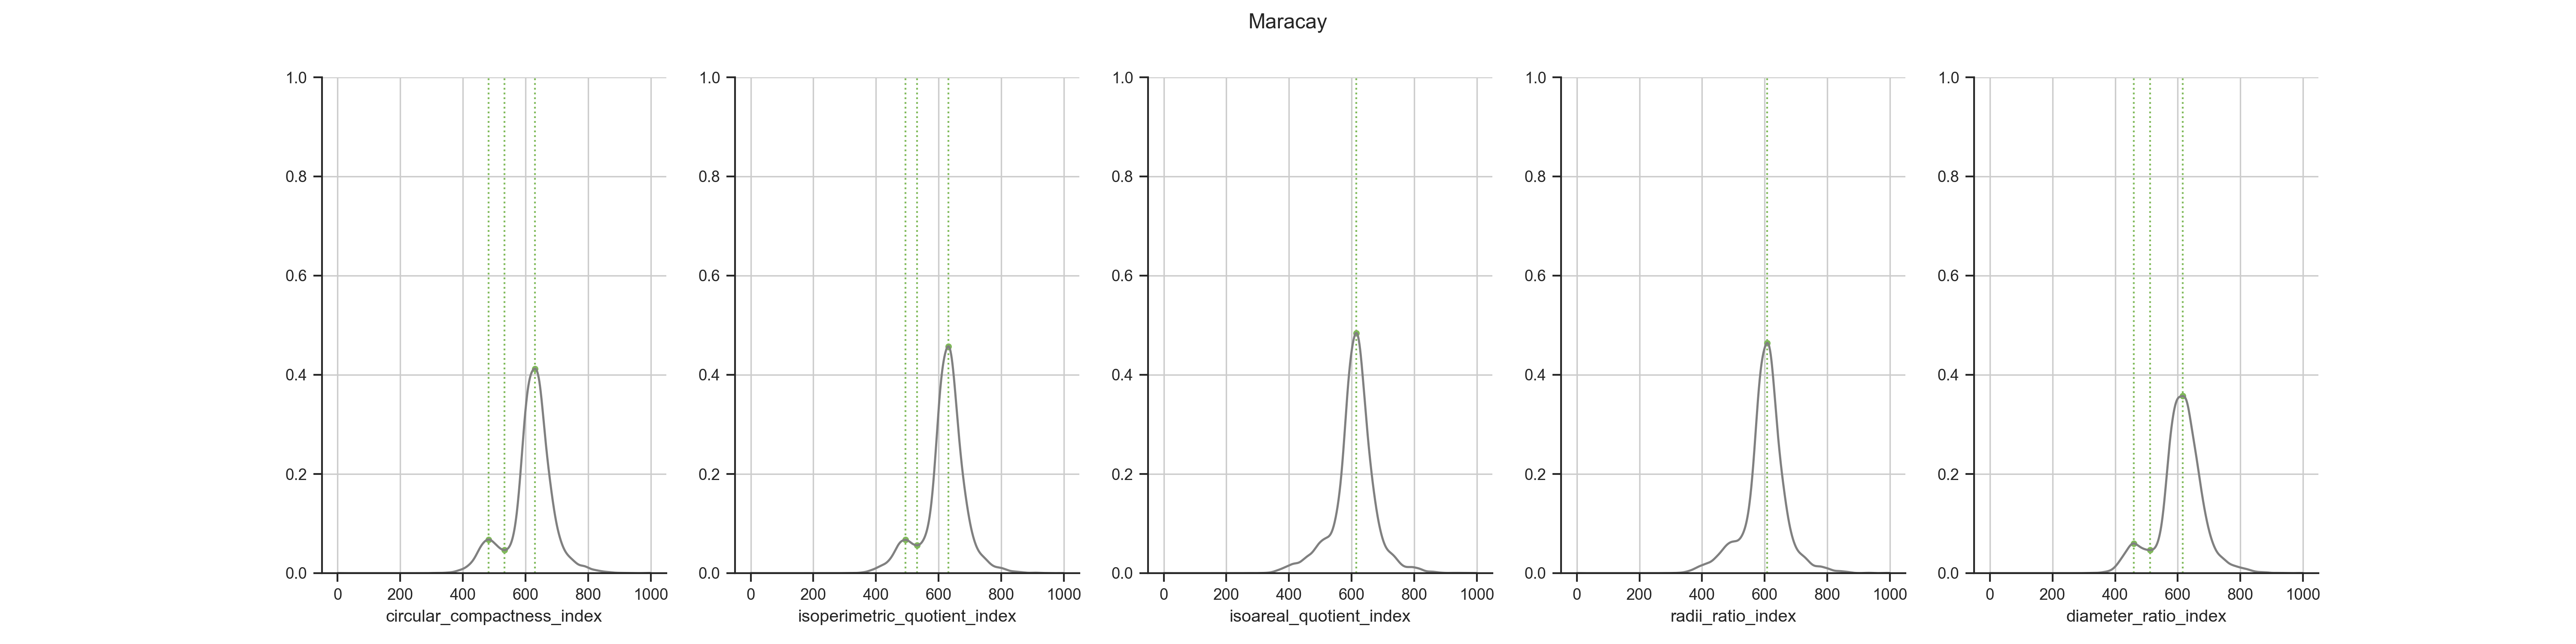 Maracay
1.0 1.0 1.0 1.0 1.0
0.8 0.8 0.8 0.8 0.8
0.6 0.6 0.6 0.6 0.6
0.4 0.4 0.4 0.4 0.4
0.2 0.2 0.2 0.2 0.2
0.0 0.0 0.0 0.0 0.0
0 200 400 600 800 1000 0 200 400 600 800 1000 0 200 400 600 800 1000 0 200 400 600 800 1000 0 200 400 600 800 1000
circular_compactness_index isoperimetric_quotient_index isoareal_quotient_index radii_ratio_index diameter_ratio_index